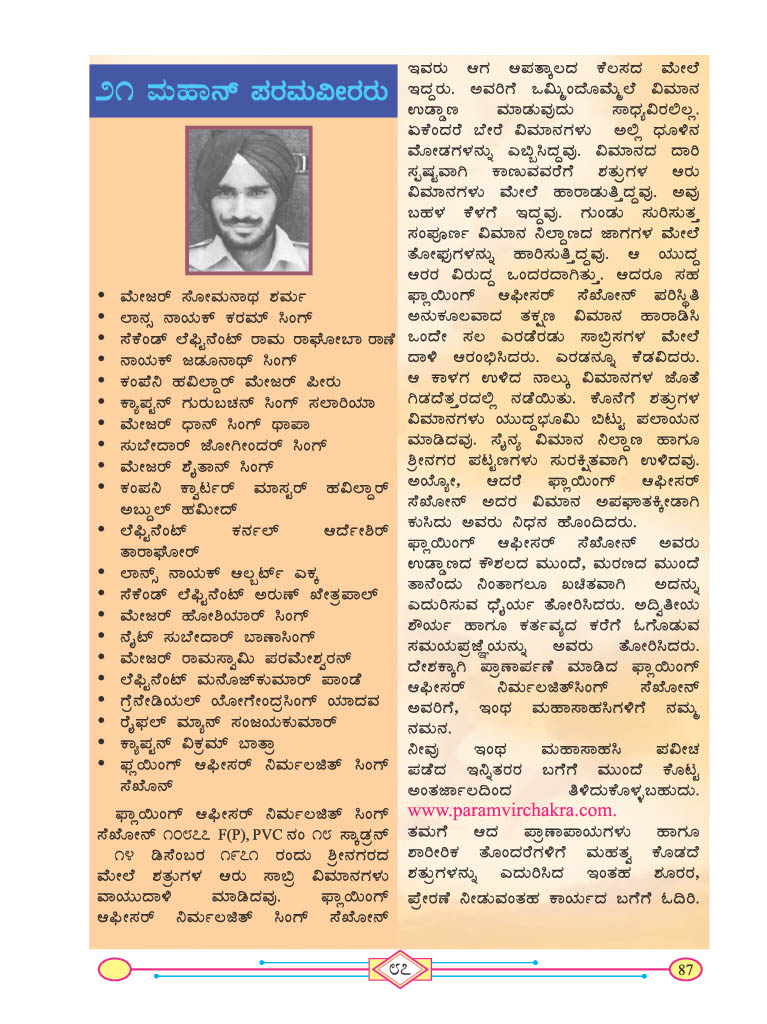 ೨೧ ಮಹಾನ್ ಪರಮವೀರರು
• ಮೇಜರ್ ಸೋಮನಾಥ ಶರ್ಮ
• ಲಾನ್ಸ ನಾಯಕ್ ಕರಮ್ ಸಿಂಗ್
• ಸೆಕೆಂಡ್ ಲೆಫ್ಟಿನೆಂಟ್ ರಾಮ ರಾಘೋಬಾ ರಾಣೆ
• ನಾಯಕ್ ಜಡೂನಾಥ್ ಸಿಂಗ್
• ಕಂಪೆನಿ ಹವಿಲ್ದಾರ್ ಮೇಜರ್ ಪೀರು
• ಕ್ಯಾಪ್ಟನ್ ಗುರುಬಚನ್ ಸಿಂಗ್ ಸಲಾರಿಯಾ
• ಮೇಜರ್ ಧಾನ್ ಸಿಂಗ್ ಥಾಪಾ
• ಸುಬೇದಾರ್ ಜೋಗೀಂದರ್ ಸಿಂಗ್
• ಮೇಜರ್ ಶೈತಾನ್ ಸಿಂಗ್
• ಕಂಪನಿ ಕ್ವಾರ್ಟರ್ ಮಾಸ್ಟರ್ ಹವಿಲ್ದಾರ್
ಅಬ್ದುಲ್ ಹಮೀದ್
• ಲೆಫ್ಟಿನೆಂಟ್ ಕರ್ನಲ್ ಆರ್ದೇಶಿರ್
ತಾರಾಘೋರ್
• ಲಾನ್ಸ್ ನಾಯಕ್ ಆಲ್ಬರ್ಟ್ ಎಕ್ಕ
• ಸೆಕೆಂಡ್ ಲೆಫ್ಟಿನೆಂಟ್ ಅರುಣ್ ಖೇತ್ರಪಾಲ್
• ಮೇಜರ್ ಹೋಶಿಯಾರ್ ಸಿಂಗ್
• ನೈಟ್ ಸುಬೇದಾರ್ ಬಾಣಾಸಿಂಗ್
• ಮೇಜರ್ ರಾಮಸ್ವಾಮಿ ಪರಮೇಶ್ವರನ್
• ಲೆಫ್ಟಿನೆಂಟ್ ಮನೊಜ್‌ಕುಮಾರ್ ಪಾಂಡೆ
• ಗ್ರೆನೇಡಿಯಲ್ ಯೋಗೇಂದ್ರಸಿಂಗ್ ಯಾದವ
• ರೈಫಲ್ ಮ್ಯಾನ್ ಸಂಜಯಕುಮಾರ್
• ಕ್ಯಾಪ್ಟನ್ ವಿಕ್ರಮ್ ಬಾತ್ರಾ
• ಫ್ಲಯಿಂಗ್ ಆಫೀಸರ್ ನಿರ್ಮಲಜಿತ್ ಸಿಂಗ್
ಸೆಖೊನ್
ಫ್ಲಾಯಿಂಗ್ ಆಫೀಸರ್ ನಿರ್ಮಲಜಿತ್ ಸಿಂಗ್
ಸೆಖೋನ್ ೧೦೮೭೭ F(P), PVC ನಂ ೧೮ ಸ್ಕಾಡ್ರನ್
೧೪ ಡಿಸೆಂಬರ ೧೯೭೧ ರಂದು ಶ್ರೀನಗರದ
ಮೇಲೆ ಶತ್ರುಗಳ ಆರು ಸಾಬ್ರಿ ವಿಮಾನಗಳು
ವಾಯುದಾಳಿ ಮಾಡಿದವು. ಫ್ಲಾಯಿಂಗ್
ಆಫೀಸರ್ ನಿರ್ಮಲಜಿತ್ ಸಿಂಗ್ ಸೆಖೋನ್
ಇವರು ಆಗ ಆಪತ್ಕಾಲದ ಕೆಲಸದ ಮೇಲೆ
ಇದ್ದರು. ಅವರಿಗೆ ಒಮ್ಮಿಂದೊಮ್ಮೆಲೆ ವಿಮಾನ
ಉಡ್ಡಾಣ ಮಾಡುವುದು ಸಾಧ್ಯವಿರಲಿಲ್ಲ.
ಏಕೆಂದರೆ ಬೇರೆ ವಿಮಾನಗಳು ಅಲ್ಲಿ ಧೂಳಿನ
ಮೋಡಗಳನ್ನು ಎಬ್ಬಿಸಿದ್ದವು. ವಿಮಾನದ ದಾರಿ
ಸ್ಪಷ್ಟವಾಗಿ ಕಾಣುವವರೆಗೆ ಶತ್ರುಗಳ ಆರು
ವಿಮಾನಗಳು ಮೇಲೆ ಹಾರಾಡುತ್ತಿದ್ದವು. ಅವು
ಬಹಳ ಕೆಳಗೆ ಇದ್ದವು. ಗುಂಡು ಸುರಿಸುತ್ತ
ಸಂಪೂರ್ಣ ವಿಮಾನ ನಿಲ್ದಾಣದ ಜಾಗಗಳ ಮೇಲೆ
ತೋಪುಗಳನ್ನು ಹಾರಿಸುತ್ತಿದ್ದವು. ಆ ಯುದ್ದ
ಆರರ ವಿರುದ್ದ ಒಂದರದಾಗಿತ್ತು. ಆದರೂ ಸಹ
ಫ್ಲಾಯಿಂಗ್ ಆಫೀಸರ್ ಸೆಖೋನ್ ಪರಿಸ್ಥಿತಿ
ಅನುಕೂಲವಾದ ತಕ್ಷಣ ವಿಮಾನ ಹಾರಾಡಿಸಿ
ಒಂದೇ ಸಲ ಎರಡೆರಡು ಸಾಬ್ರಿಸಗಳ ಮೇಲೆ
ದಾಳಿ ಆರಂಭಿಸಿದರು. ಎರಡನ್ನೂ ಕೆಡವಿದರು.
ಆ ಕಾಳಗ ಉಳಿದ ನಾಲ್ಕು ವಿಮಾನಗಳ ಜೊತೆ
ಗಿಡದೆತ್ತರದಲ್ಲಿ ನಡೆಯಿತು. ಕೊನೆಗೆ ಶತ್ರುಗಳ
ವಿಮಾನಗಳು ಯುದ್ದಭೂಮಿ ಬಿಟ್ಟು ಪಲಾಯನ
ಮಾಡಿದವು. ಸೈನ್ಯ ವಿಮಾನ ನಿಲ್ದಾಣ ಹಾಗೂ
ಶ್ರೀನಗರ ಪಟ್ಟಣಗಳು ಸುರಕ್ಷಿತವಾಗಿ ಉಳಿದವು.
ಅಯ್ಯೋ, ಆದರೆ ಫ್ಲಾಯಿಂಗ್ ಆಫೀಸರ್
ಸೆಖೋನ್ ಅದರ ವಿಮಾನ ಅಪಘಾತಕ್ಕೀಡಾಗಿ
ಕುಸಿದು ಅವರು ನಿಧನ ಹೊಂದಿದರು.
ಫ್ಲಾಯಿಂಗ್ ಆಫೀಸರ್ ಸೆಖೋನ್ ಅವರು
ಉಡ್ಡಾಣದ ಕೌಶಲದ ಮುಂದೆ, ಮರಣದ ಮುಂದೆ
ತಾನೆಂದು ನಿಂತಾಗಲೂ ಖಚಿತವಾಗಿ ಅದನ್ನು
ಎದುರಿಸುವ ಧೈರ್ಯ ತೋರಿಸಿದರು. ಅದ್ವಿತೀಯ
ಶೌರ್ಯ ಹಾಗೂ ಕರ್ತವ್ಯದ ಕರೆಗೆ ಓಗೊಡುವ
ಸಮಯಪ್ರಜ್ಞೆಯನ್ನು ಅವರು ತೋರಿಸಿದರು.
ದೇಶಕ್ಕಾಗಿ ಪ್ರಾಣಾರ್ಪಣೆ ಮಾಡಿದ ಫ್ಲಾಯಿಂಗ್
ಆಫೀಸರ್ ನಿರ್ಮಲಜಿತ್‌ಸಿಂಗ್ ಸೆಖೋನ್
ಅವರಿಗೆ, ಇಂಥ ಮಹಾಸಾಹಸಿಗಳಿಗೆ ನಮ್ಮ
ನಮನ.
ನೀವು ಇಂಥ ಮಹಾಸಾಹಸಿ ಪವೀಚ
ಪಡೆದ ಇನ್ನಿತರರ ಬಗೆಗೆ ಮುಂದೆ ಕೊಟ್ಟ
ಅಂತರ್ಜಾಲದಿಂದ ತಿಳಿದುಕೊಳ್ಳಬಹುದು.
www.paramvirchakra.com.
ತಮಗೆ ಆದ ಪ್ರಾಣಾಪಾಯಗಳು ಹಾಗೂ
ಶಾರೀರಿಕ ತೊಂದರೆಗಳಿಗೆ ಮಹತ್ವ ಕೊಡದೆ
ಶತ್ರುಗಳನ್ನು ಎದುರಿಸಿದ ಇಂತಹ ಶೂರರ,
ಪ್ರೇರಣೆ ನೀಡುವಂತಹ ಕಾರ್ಯದ ಬಗೆಗೆ ಓದಿರಿ.
೮೭
87